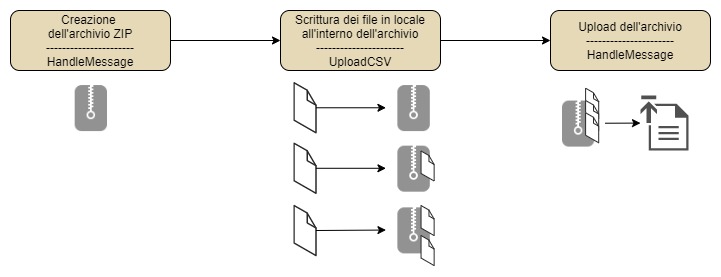 Creazione
dell'archivio ZIP
----------------------
HandleMessage
Scrittura dei file in locale
all'interno dell'archivio
----------------------
UploadCSV
Upload dell'archivio
----------------------
HandleMessage